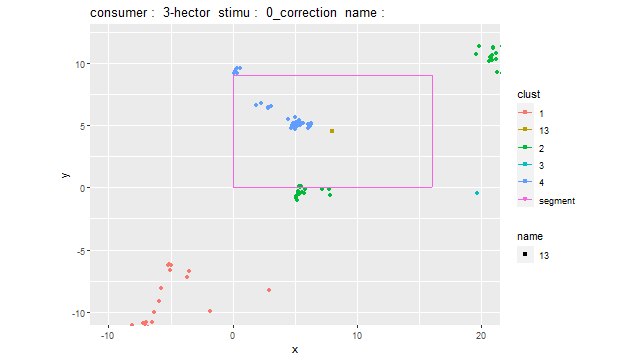 consumer :  3-hector  stimu :  0_correction  name :
10
5
0
-5
-10
y
-10
0
10
20
x
clust
1
13
2
3
4
segment
name
13